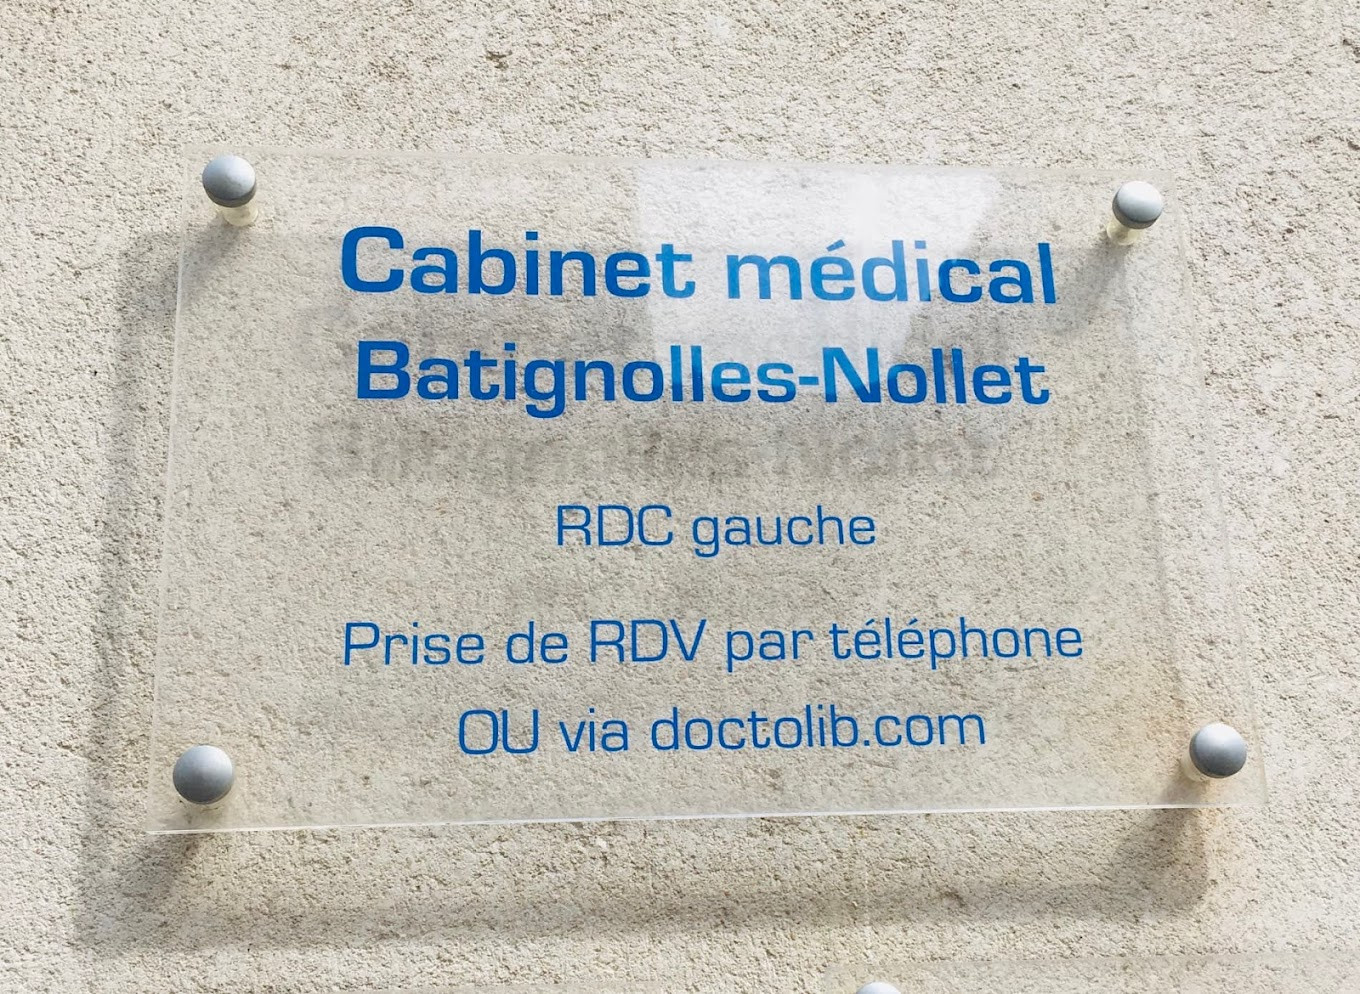 Cabinet médical
Batignolles-Nollet
RDC gauche
Prise de RDV par téléphone
OU via doctolib.com